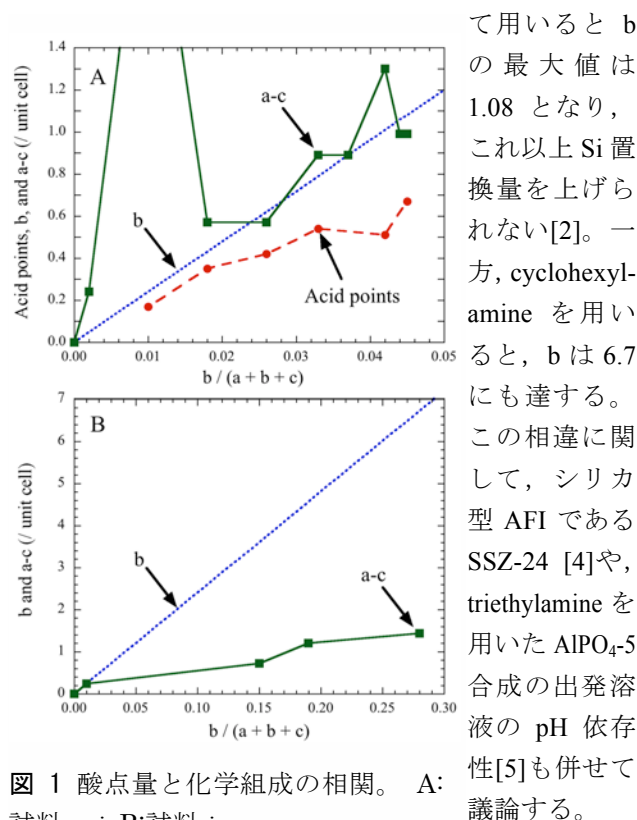 A
1.4
1.2
1.0
0.8
0.6
0.4
0.2
0.0
Acid points, b, and a-c (/ unit cell)
a-c
b
Acid points
0.00 0.01 0.02 0.03 0.04 0.05
b / (a + b + c)
B
7
6
5
4
3
2
1
0
b and a-c (/ unit cell)
b
a-c
0.00 0.05 0.10 0.15 0.20 0.25 0.30
b / (a + b + c)
図 1 酸点量と化学組成の相関。 A:
て用いると b
の最大値は
1.08 となり,
これ以上 Si 置
換量を上げら
れない[2]。一
方, cyclohexyl-
amine を用い
ると, b は 6.7
にも達する。
この相違に関
して,シリカ
型 AFI である
SSZ-24 [4]や,
triethylamine を
用いた AlPO₄-5
合成の出発溶
液の pH 依存
性[5]も併せて
議論する。